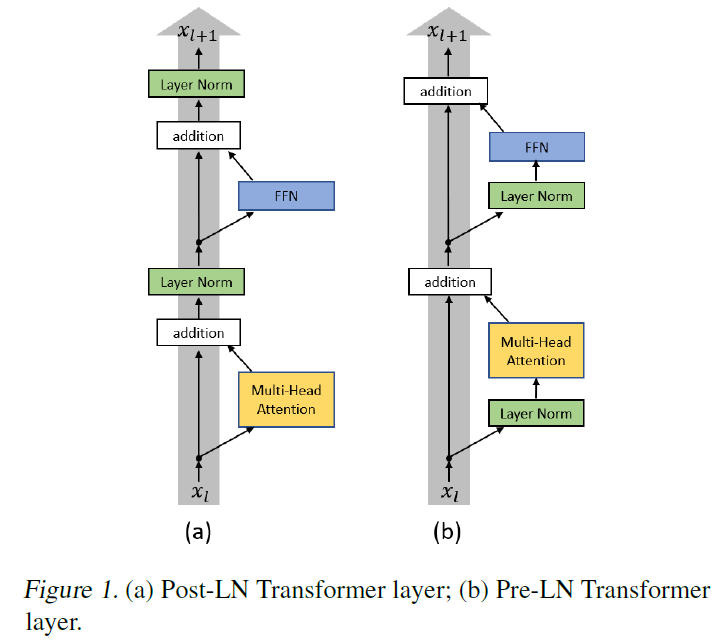 x_{l+1}
Layer Norm
addition
FFN
Layer Norm
addition
Multi-Head
Attention
x_l
(a)
x_{l+1}
addition
FFN
Layer Norm
addition
Multi-Head
Attention
Layer Norm
x_l
(b)
Figure 1. (a) Post-LN Transformer layer; (b) Pre-LN Transformer
layer.